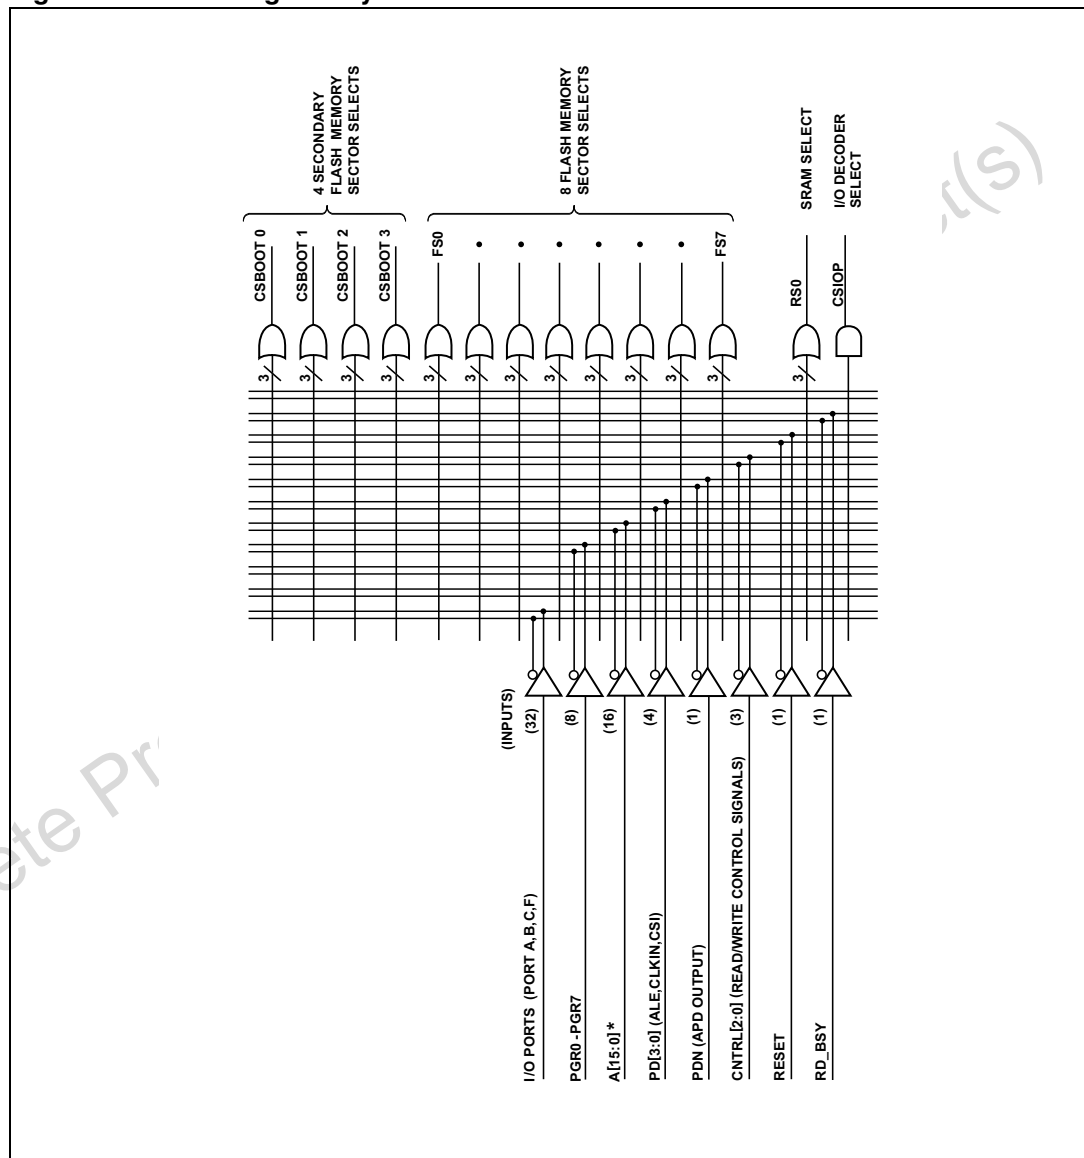 4 SECONDARY
FLASH MEMORY
SECTOR SELECTS
8 FLASH MEMORY
SECTOR SELECTS
SRAM SELECT
I/O DECODER
SELECT
CSBOOT 0
CSBOOT 1
CSBOOT 2
CSBOOT 3
FS0
FS7
RS0
CSIOP
3
3
3
3
3
3
3
3
3
3
3
3
3
(INPUTS)
(32)
(8)
(16)
(4)
(1)
(3)
(1)
(1)
I/O PORTS (PORT A,B,C,F)
PGR0 -PGR7
A[15:0] *
PD[3:0] (ALE,CLKIN,CSI)
PDN (APD OUTPUT)
CNTRL[2:0] (READ/WRITE CONTROL SIGNALS)
RESET
RD_BSY